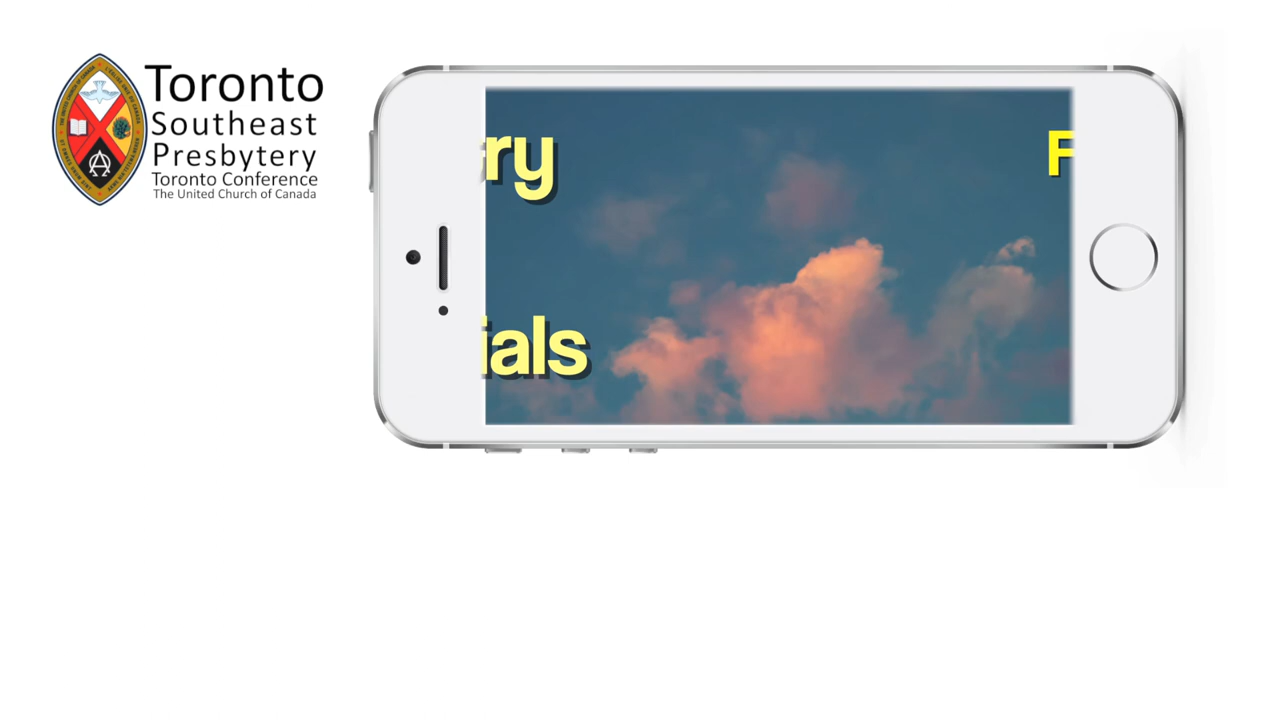 Toronto
Southeast
Presbytery
Toronto Conference
The United Church of Canada
ry
F
ials